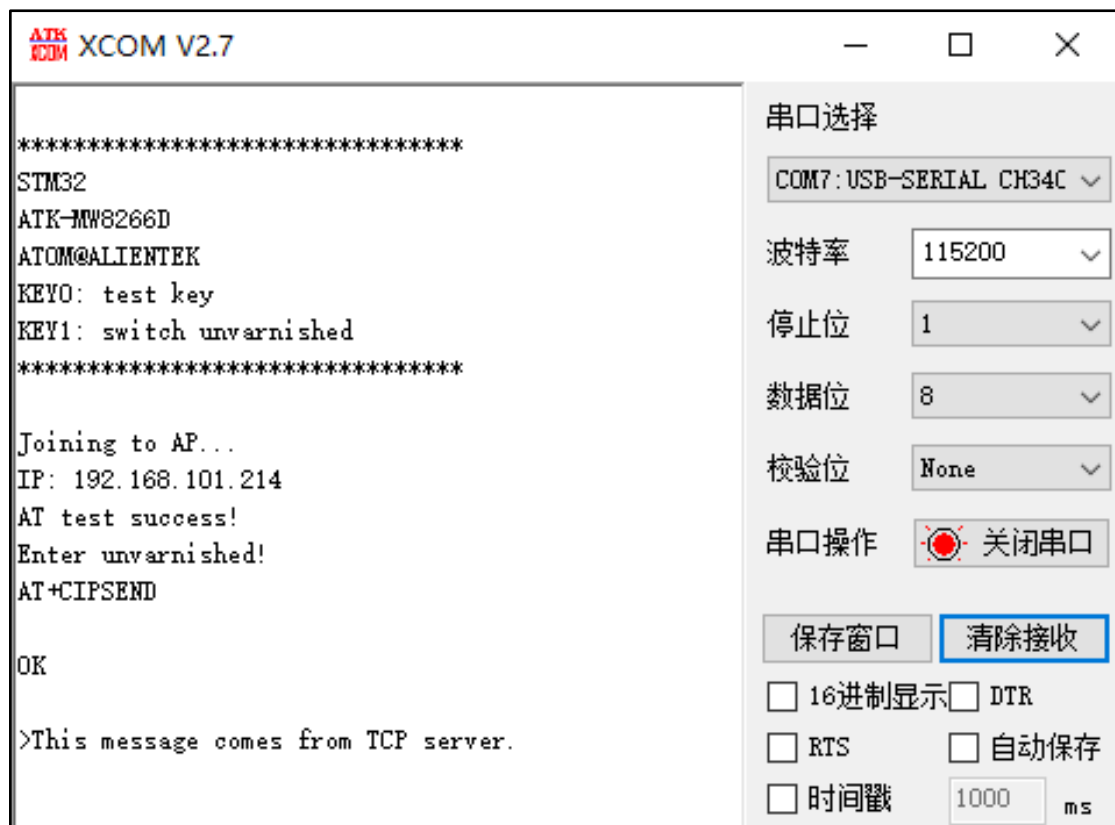 ATK XCOM XCOM V2.7
********************************
STM32
ATK-MW8266D
ATOM@ALIENTEK
KEY0: test key
KEY1: switch unvarnished
********************************
Joining to AP...
IP: 192.168.101.214
AT test success!
Enter unvarnished!
AT+CIPSEND
OK
>This message comes from TCP server.
串口选择
COM7:USB-SERIAL CH340
波特率 115200
停止位 1
数据位 8
校验位 None
串口操作 关闭串口
保存窗口 清除接收
16进制显示 DTR
RTS 自动保存
时间戳 1000 ms